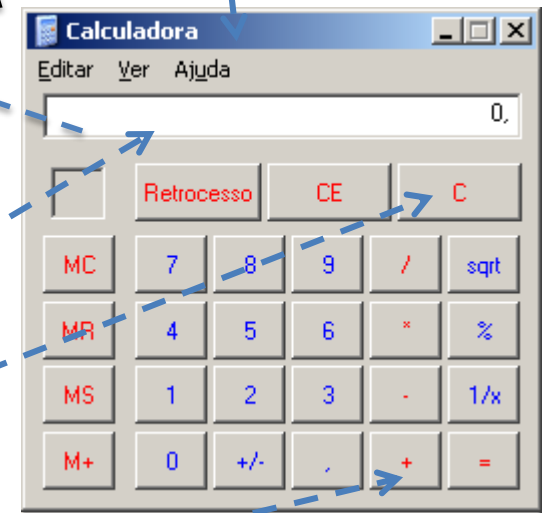 Calculadora
Editar Ver Ajuda
0,
Retrocesso CE C
MC 7 8 9 / sqrt
MR 4 5 6 * %
MS 1 2 3 - 1/x
M+ 0 +/- , + =